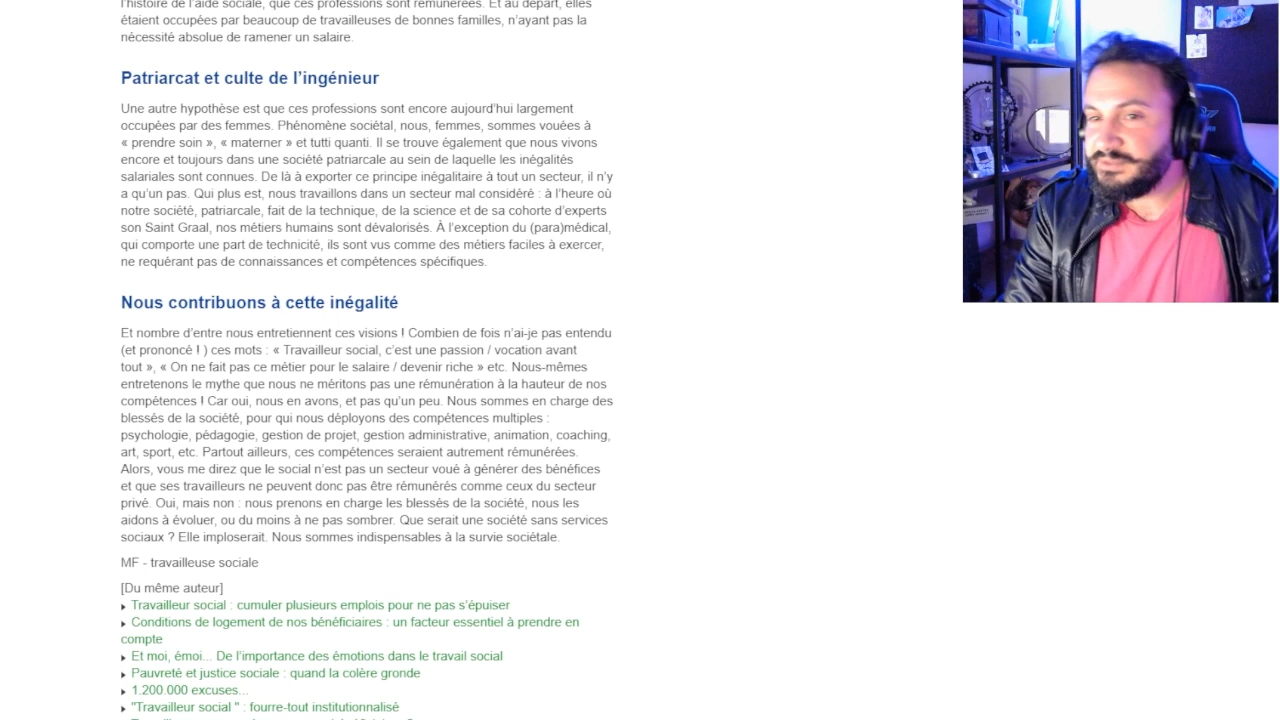 l'histoire de l'aide sociale, que ces professions sont rémunérées. Et au départ, elles
étaient occupées par beaucoup de travailleuses de bonnes familles, n'ayant pas la
nécessité absolue de ramener un salaire.
Patriarcat et culte de l'ingénieur
Une autre hypothèse est que ces professions sont encore aujourd'hui largement
occupées par des femmes. Phénomène sociétal, nous, femmes, sommes vouées à
« prendre soin », « materner » et tutti quanti. Il se trouve également que nous vivons
encore et toujours dans une société patriarcale au sein de laquelle les inégalités
salariales sont connues. De là à exporter ce principe inégalitaire à tout un secteur, il n'y
a qu'un pas. Qui plus est, nous travaillons dans un secteur mal considéré : à l'heure où
notre société, patriarcale, fait de la technique, de la science et de sa cohorte d'experts
son Saint Graal, nos métiers humains sont dévalorisés. À l'exception du (para)médical,
qui comporte une part de technicité, ils sont vus comme des métiers faciles à exercer,
ne requérant pas de connaissances et compétences spécifiques.
Nous contribuons à cette inégalité
Et nombre d'entre nous entretiennent ces visions ! Combien de fois n'ai-je pas entendu
(et prononcé ! ) ces mots : « Travailleur social, c'est une passion / vocation avant
tout », « On ne fait pas ce métier pour le salaire / devenir riche » etc. Nous-mêmes
entretenons le mythe que nous ne méritons pas une rémunération à la hauteur de nos
compétences ! Car oui, nous en avons, et pas qu'un peu. Nous sommes en charge des
blessés de la société, pour qui nous déployons des compétences multiples :
psychologie, pédagogie, gestion de projet, gestion administrative, animation, coaching,
art, sport, etc. Partout ailleurs, ces compétences seraient autrement rémunérées.
Alors, vous me direz que le social n'est pas un secteur voué à générer des bénéfices
et que ses travailleurs ne peuvent donc pas être rémunérés comme ceux du secteur
privé. Oui, mais non : nous prenons en charge les blessés de la société, nous les
aidons à évoluer, ou du moins à ne pas sombrer. Que serait une société sans services
sociaux ? Elle imploserait. Nous sommes indispensables à la survie sociétale.
MF - travailleuse sociale
[Du même auteur]
Travailleur social : cumuler plusieurs emplois pour ne pas s'épuiser
Conditions de logement de nos bénéficiaires : un facteur essentiel à prendre en
compte
Et moi, émoi... De l'importance des émotions dans le travail social
Pauvreté et justice sociale : quand la colère gronde
1.200.000 excuses...
"Travailleur social " : fourre-tout institutionnalisé